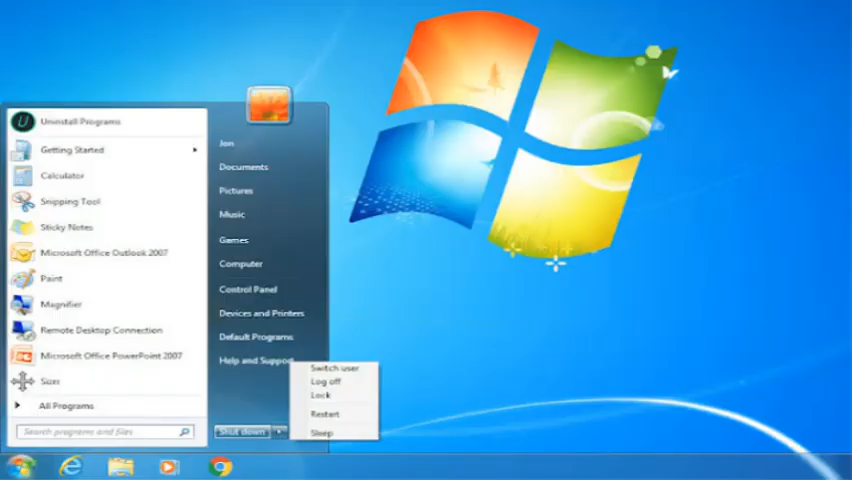 Uninstall Programs
Getting Started
Calculator
Snipping Tool
Sticky Notes
Microsoft Office Outlook 2007
Paint
Magnifier
Remote Desktop Connection
Microsoft Office PowerPoint 2007
Sizer
All Programs
Search programs and files
Jon
Documents
Pictures
Music
Games
Computer
Control Panel
Devices and Printers
Default Programs
Help and Support
Shut down
Switch user
Log off
Lock
Restart
Sleep